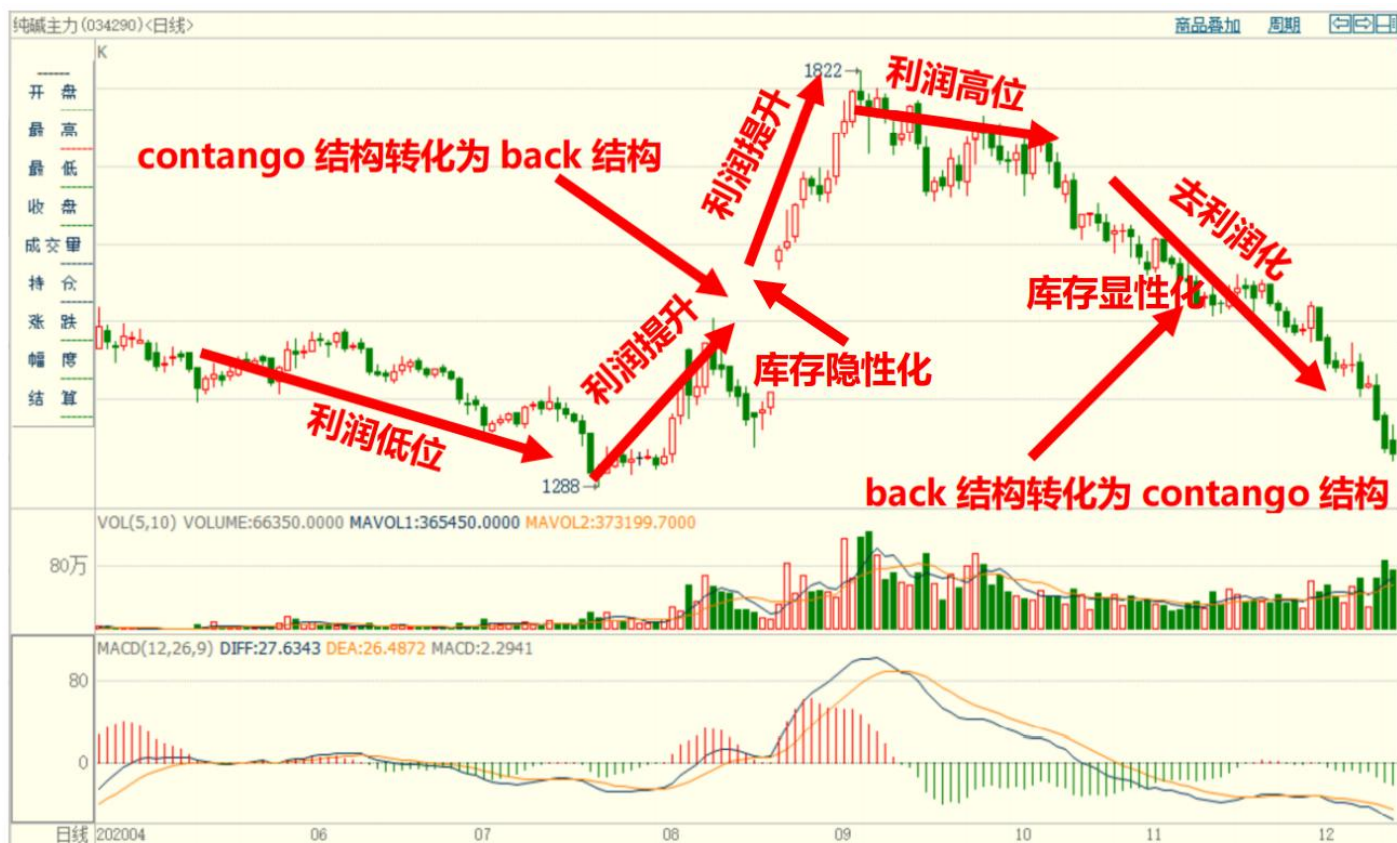 纯碱主力(034290)<日线>
商品叠加 周期
K
开 盘
最 高
最 低
收 盘
成交量
持 仓
涨 跌
幅 度
结 算
1822→
利润高位
利润提升
contango 结构转化为 back 结构
去利润化
库存显性化
利润提升
库存隐性化
利润低位
1288→
back 结构转化为 contango 结构
VOL(5,10) VOLUME:66350.0000 MAVOL1:365450.0000 MAVOL2:373199.7000
80万
MACD(12,26,9) DIFF:27.6343 DEA:26.4872 MACD:2.2941
80
0
日线 202004 06 07 08 09 10 11 12